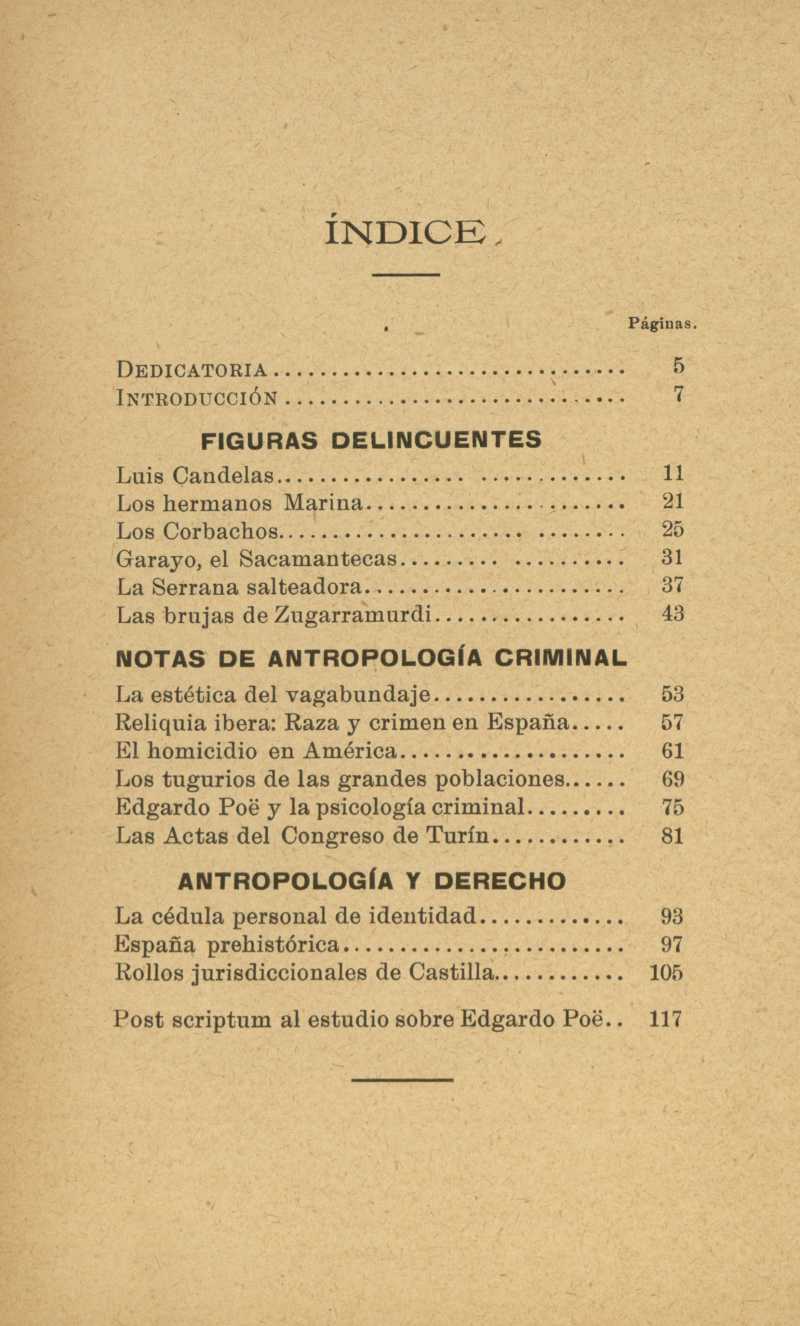 ÍNDICE
Páginas.
DEDICATORIA.................................. 5
INTRODUCCIÓN................................. 7
FIGURAS DELINCUENTES
Luis Candelas................................ 11
Los hermanos Marina.......................... 21
Los Corbachos................................ 25
Garayo, el Sacamantecas...................... 31
La Serrana salteadora........................ 37
Las brujas de Zugarramurdi................... 43
NOTAS DE ANTROPOLOGÍA CRIMINAL
La estética del vagabundaje.................. 53
Reliquia ibera: Raza y crimen en España..... 57
El homicidio en América...................... 61
Los tugurios de las grandes poblaciones...... 69
Edgardo Poë y la psicología criminal......... 75
Las Actas del Congreso de Turín............. 81
ANTROPOLOGÍA Y DERECHO
La cédula personal de identidad............. 93
España prehistórica.......................... 97
Rollos jurisdiccionales de Castilla............ 105
Post scriptum al estudio sobre Edgardo Poë.. 117